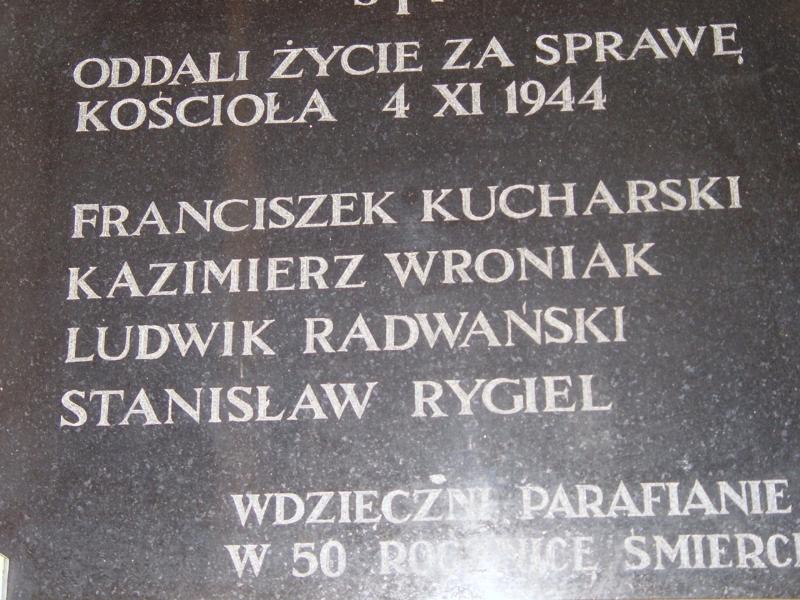 ODDALI ŻYCIE ZA SPRAWĘ
KOŚCIOŁA 4 XI 1944
FRANCISZEK KUCHARSKI
KAZIMIERZ WRONIAK
LUDWIK RADWAŃSKI
STANISŁAW RYGIEL
WDZIĘCZNI PARAFIANIE
W 50 ROCZNICĘ ŚMIERCI